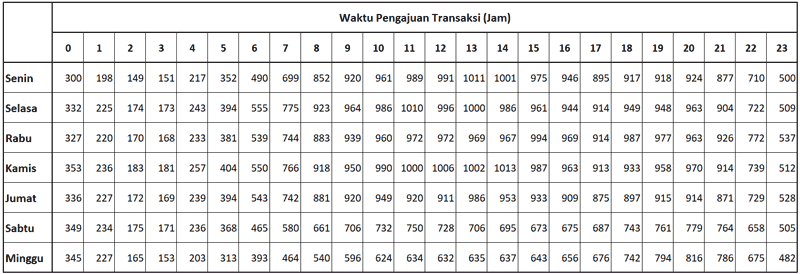 Waktu Pengajuan Transaksi (Jam)
0 1 2 3 4 5 6 7 8 9 10 11 12 13 14 15 16 17 18 19 20 21 22 23
Senin 300 198 149 151 217 352 490 699 852 920 961 989 991 1011 1001 975 946 895 917 918 924 877 710 500
Selasa 332 225 174 173 243 394 555 775 923 964 986 1010 996 1000 986 961 944 914 949 948 963 904 722 509
Rabu 327 220 170 168 233 381 539 744 883 939 960 972 972 969 967 994 969 914 987 977 963 926 772 537
Kamis 353 236 183 181 257 404 550 766 918 950 990 1000 1006 1002 1013 987 963 913 933 958 970 914 739 512
Jumat 336 227 172 169 239 394 543 742 881 920 949 920 911 986 953 933 909 875 897 915 914 871 729 528
Sabtu 349 234 175 171 236 368 465 580 661 706 732 750 728 706 695 673 675 687 743 761 779 764 658 505
Minggu 345 227 165 153 203 313 393 464 540 596 624 634 632 635 637 643 656 676 742 794 816 786 675 482